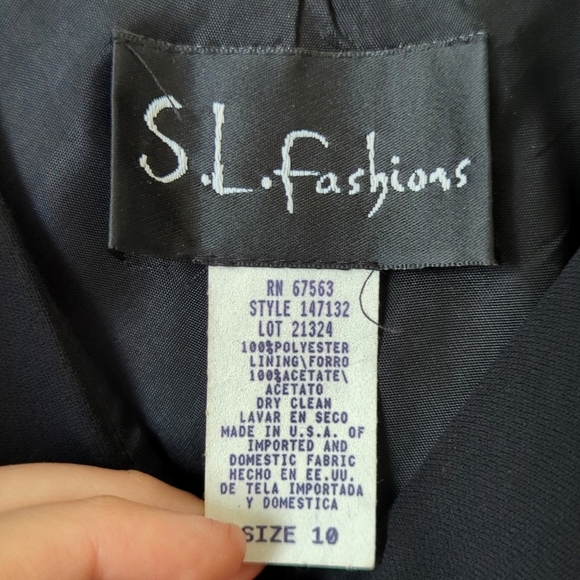 S.L. fashions
RN 67563
STYLE 147132
LOT 21324
100%POLYESTER
LINING\FORRO
100%ACETATE\
ACETATO
DRY CLEAN
LAVAR EN SECO
MADE IN U.S.A. OF
IMPORTED AND
DOMESTIC FABRIC
HECHO EN EE.UU.
DE TELA IMPORTADA
Y DOMESTICA
SIZE 10